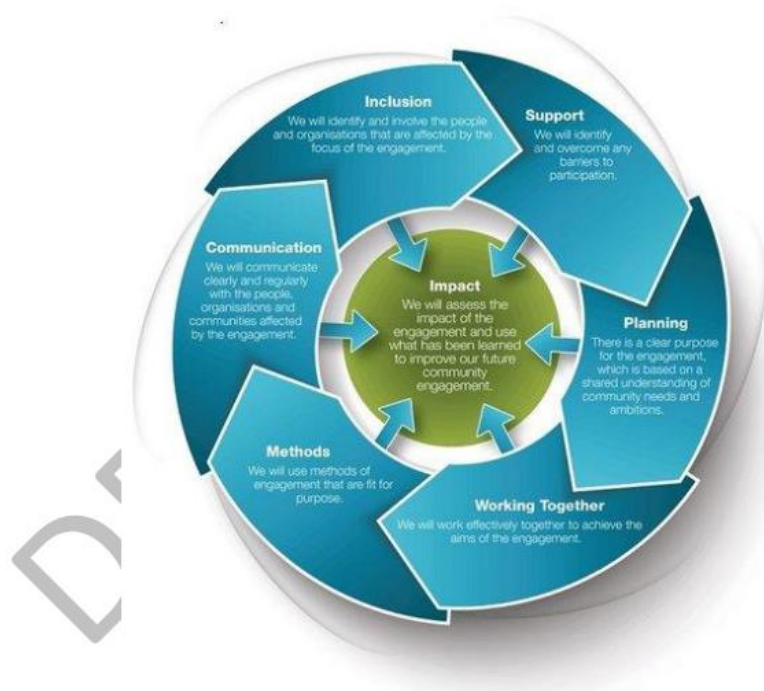 Inclusion
We will identify and involve the people
and organisations that are affected by the
focus of the engagement.
Support
We will identify
and overcome any
barriers to
participation.
Planning
There is a clear purpose
for the engagement,
which is based on a
shared understanding of
community needs and
ambitions.
Working Together
We will work effectively together to achieve the
aims of the engagement.
Methods
We will use methods of
engagement that are fit for
purpose.
Communication
We will communicate
clearly and regularly
with the people,
organisations and
communities affected
by the engagement.
Impact
We will assess the
impact of the
engagement and use
what has been learned
to improve our future
community
engagement.